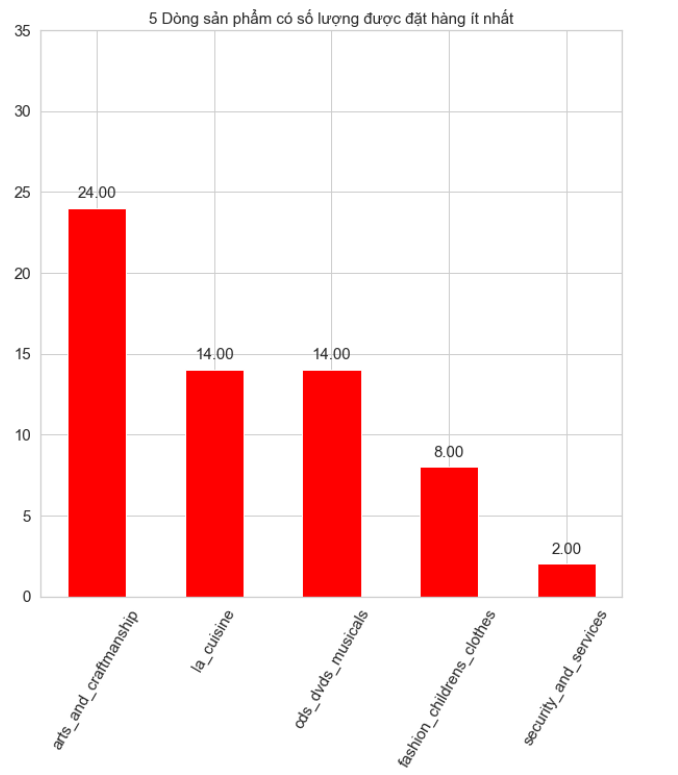 5 Dòng sản phẩm có số lượng được đặt hàng ít nhất
35
30
25
20
15
10
5
0
24.00
14.00
14.00
8.00
2.00
arts_and_craftmanship
la_cuisine
cds_dvds_musicals
fashion_childrens_clothes
security_and_services